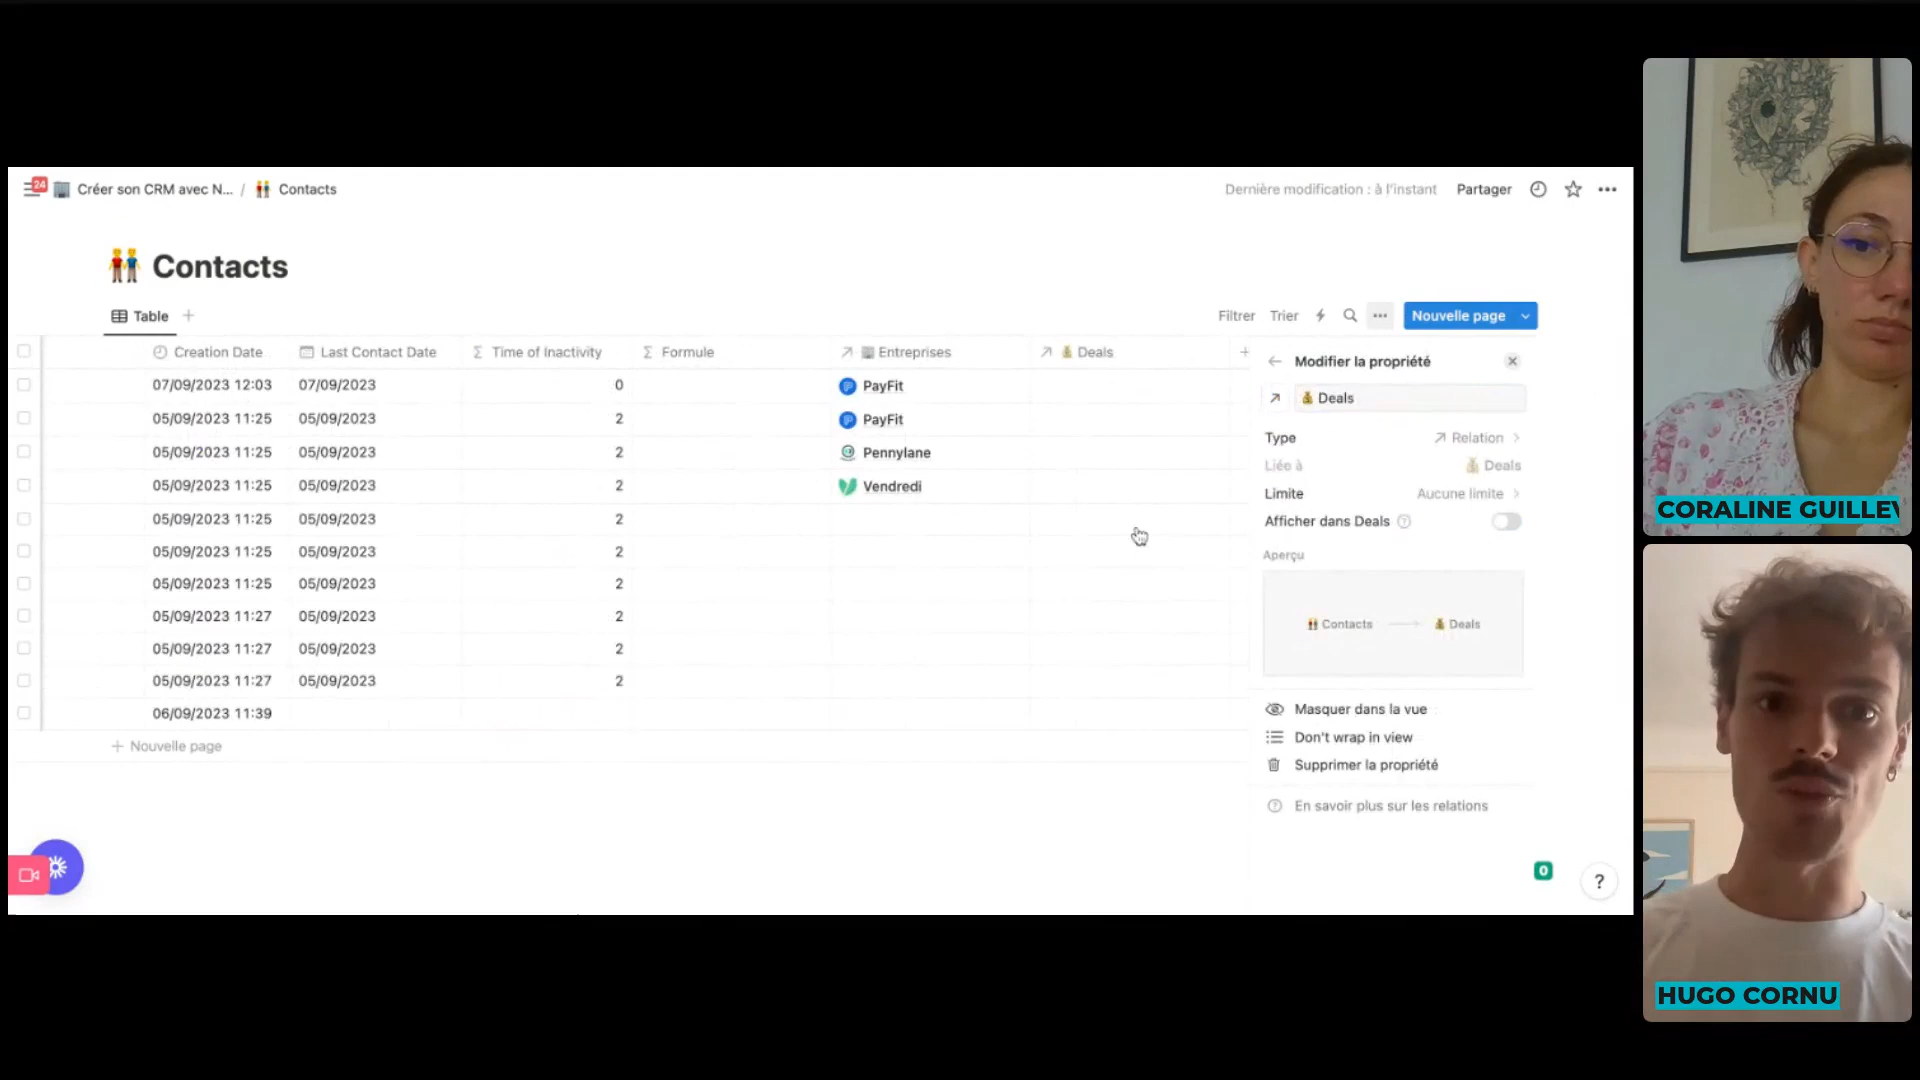 24 Créer son CRM avec N... / Contacts
Dernière modification : à l'instant Partager
Contacts
Table
Filtrer Trier Nouvelle page
Creation Date Last Contact Date Time of Inactivity Formule Entreprises Deals
07/09/2023 12:03 07/09/2023 0 PayFit
05/09/2023 11:25 05/09/2023 2 PayFit
05/09/2023 11:25 05/09/2023 2 Pennylane
05/09/2023 11:25 05/09/2023 2 Vendredi
05/09/2023 11:25 05/09/2023 2
05/09/2023 11:25 05/09/2023 2
05/09/2023 11:25 05/09/2023 2
05/09/2023 11:27 05/09/2023 2
05/09/2023 11:27 05/09/2023 2
05/09/2023 11:27 05/09/2023 2
06/09/2023 11:39
+ Nouvelle page
Modifier la propriété
Deals
Type Relation
Liée à Deals
Limite Aucune limite
Afficher dans Deals
Aperçu
Contacts Deals
Masquer dans la vue
Don't wrap in view
Supprimer la propriété
En savoir plus sur les relations
0
?
CORALINE GUILLEV
HUGO CORNU